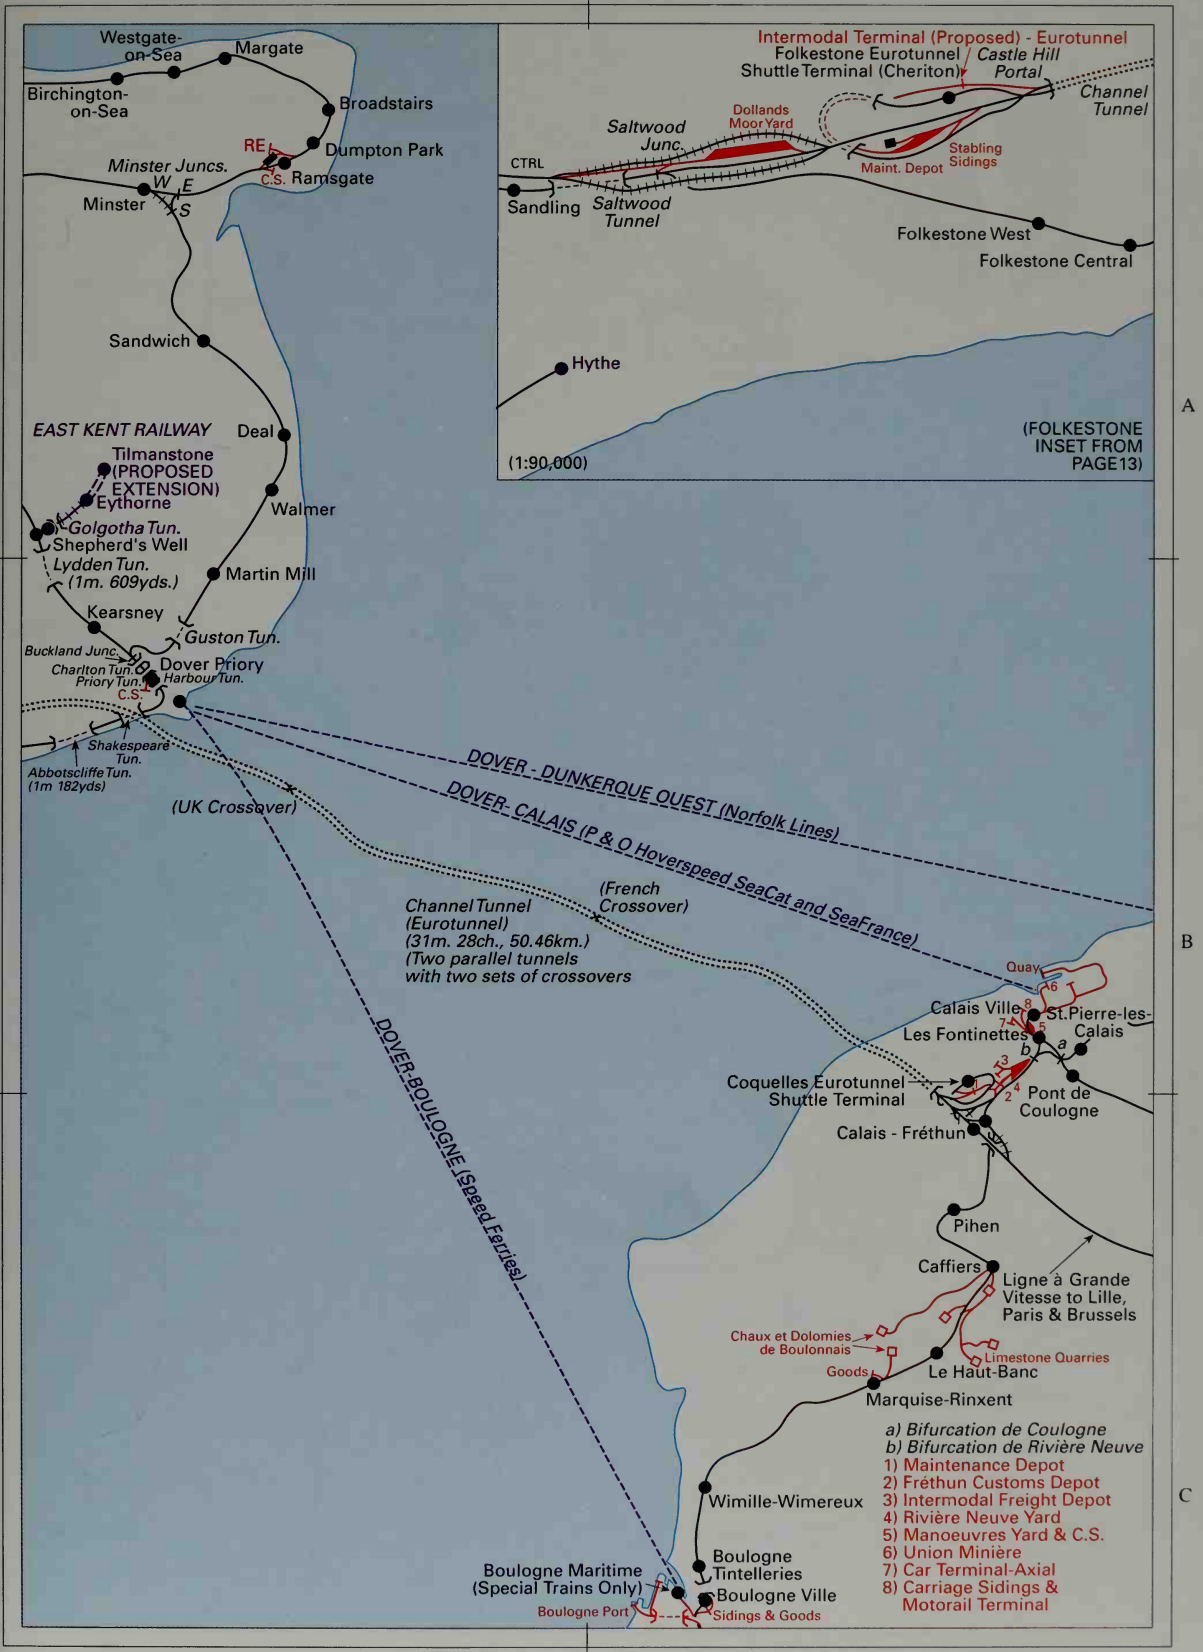 Westgate-
on-Sea
Margate
Birchington-
on-Sea
Broadstairs
RE
Dumpton Park
Minster Juncs.
C.S. Ramsgate
W E
Minster
S
Sandwich
EAST KENT RAILWAY
Deal
Tilmanstone
(PROPOSED
EXTENSION)
Eythorne
Walmer
Golgotha Tun.
Shepherd's Well
Lydden Tun.
(1m. 609yds.)
Martin Mill
Kearsney
Guston Tun.
Buckland Junc.
Dover Priory
Charlton Tun.
Priory Tun.
Harbour Tun.
C.S.
Shakespeare
Tun.
Abbotscliffe Tun.
(1m 182yds)
Intermodal Terminal (Proposed) - Eurotunnel
Folkestone Eurotunnel
Shuttle Terminal (Cheriton)
Castle Hill
Portal
Channel
Tunnel
Dollands
Moor Yard
Saltwood
Junc.
Stabling
Sidings
Maint. Depot
CTRL
Sandling
Saltwood
Tunnel
Folkestone West
Folkestone Central
Hythe
(1:90,000)
(FOLKESTONE
INSET FROM
PAGE13)
A
DOVER - DUNKERQUE OUEST (Norfolk Lines)
DOVER- CALAIS (P & O Hoverspeed SeaCat and SeaFrance)
(UK Crossover)
(French
Crossover)
Channel Tunnel
(Eurotunnel)
(31m. 28ch., 50.46km.)
(Two parallel tunnels
with two sets of crossovers
B
DOVER-BOULOGNE (Speed Ferries)
Quay
6
Calais Ville
8
St.Pierre-les-
Calais
7
5
Les Fontinettes
b
a
3
1
Coquelles Eurotunnel
Shuttle Terminal
4
2
Pont de
Coulogne
Calais - Fréthun
Pihen
Caffiers
Ligne à Grande
Vitesse to Lille,
Paris & Brussels
Chaux et Dolomies
de Boulonnais
Limestone Quarries
Goods
Le Haut-Banc
Marquise-Rinxent
a) Bifurcation de Coulogne
b) Bifurcation de Rivière Neuve
1) Maintenance Depot
2) Fréthun Customs Depot
3) Intermodal Freight Depot
4) Rivière Neuve Yard
5) Manoeuvres Yard & C.S.
6) Union Minière
7) Car Terminal-Axial
8) Carriage Sidings &
Motorail Terminal
C
Wimille-Wimereux
Boulogne
Tintelleries
Boulogne Maritime
(Special Trains Only)
Boulogne Ville
Boulogne Port
Sidings & Goods